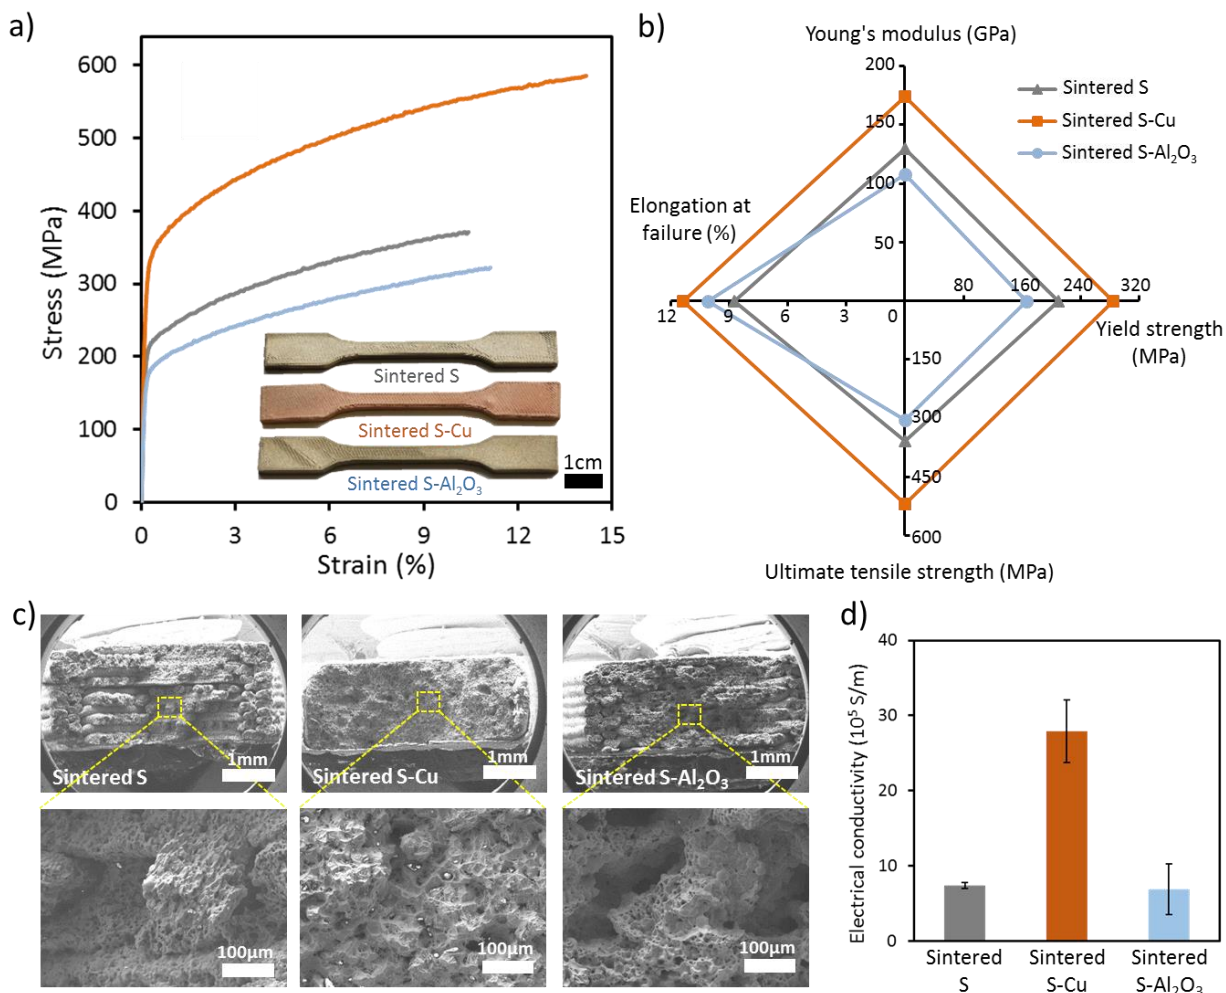 a)
Stress (MPa)
600
500
400
300
200
100
0
0 3 6 9 12 15
Strain (%)
Sintered S
Sintered S-Cu
Sintered S-Al₂O₃
1cm
b)
Young's modulus (GPa)
200
150
100
50
Sintered S
Sintered S-Cu
Sintered S-Al₂O₃
Elongation at
failure (%)
12 9 6 3 0
80 160 240 320
Yield strength
(MPa)
150
300
450
600
Ultimate tensile strength (MPa)
c)
Sintered S
1mm
Sintered S-Cu
1mm
Sintered S-Al₂O₃
1mm
100µm
100µm
100µm
d)
Electrical conductivity (10⁵ S/m)
40
30
20
10
0
Sintered
S
Sintered
S-Cu
Sintered
S-Al₂O₃